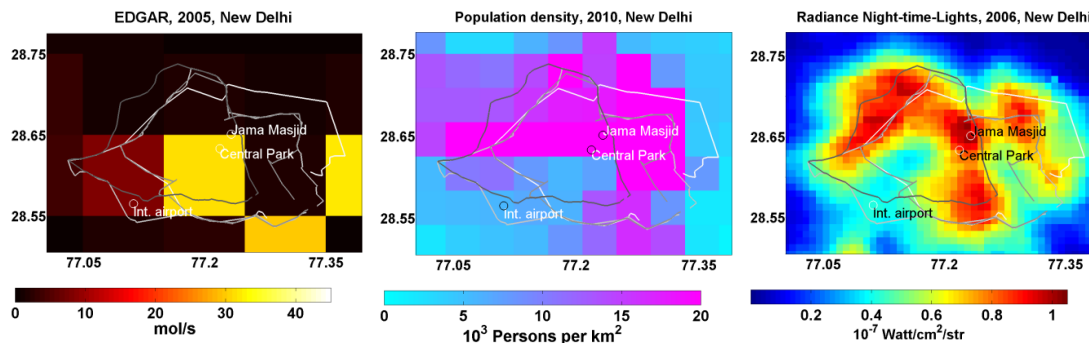 EDGAR, 2005, New Delhi
28.75
28.65
28.55
Jama Masjid
Central Park
Int. airport
77.05 77.2 77.35
0 10 20 30 40
mol/s
Population density, 2010, New Delhi
28.75
28.65
28.55
Jama Masjid
Central Park
Int. airport
77.05 77.2 77.35
0 5 10 15 20
10³ Persons per km²
Radiance Night-time-Lights, 2006, New Delhi
28.75
28.65
28.55
Jama Masjid
Central Park
Int. airport
77.05 77.2 77.35
0.2 0.4 0.6 0.8 1
10⁻⁷ Watt/cm²/str